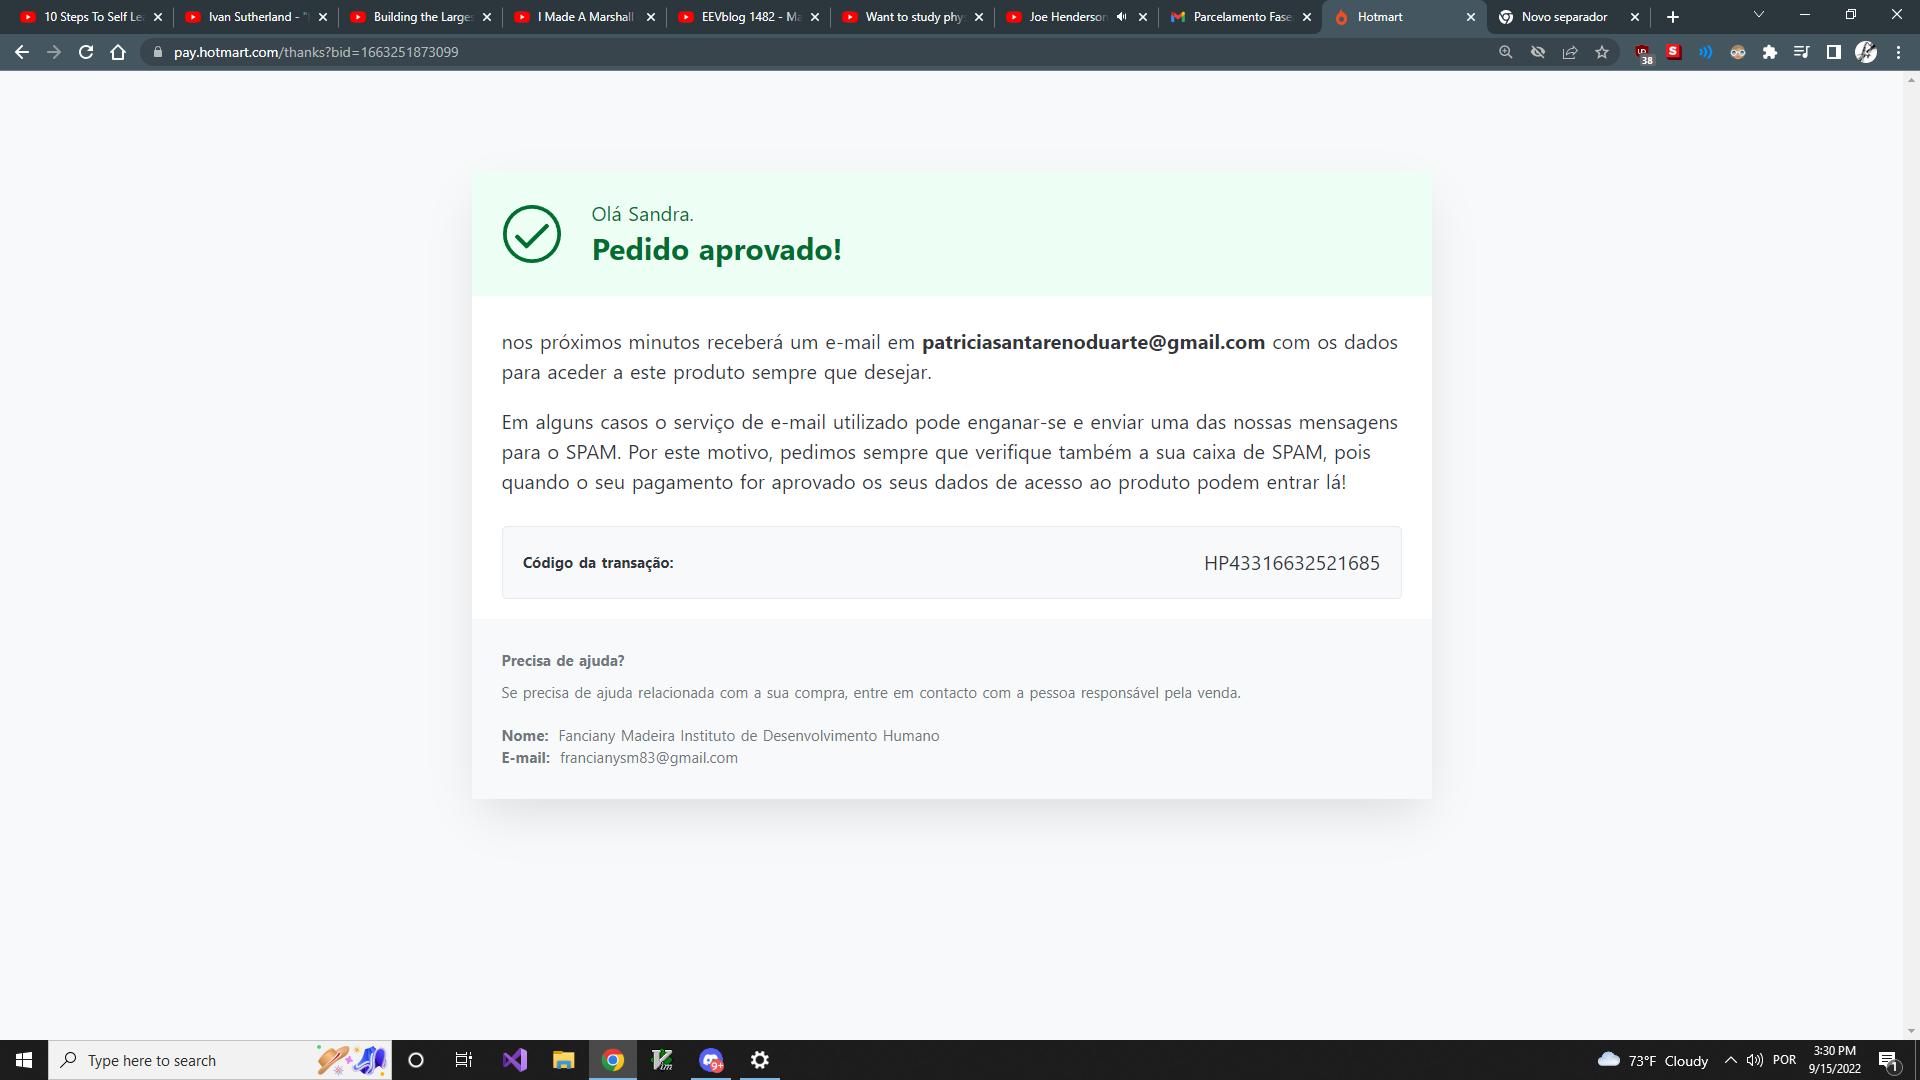 10 Steps To Self Le
Ivan Sutherland - "
Building the Large
I Made A Marshall
EEVblog 1482 - Ma
Want to study phy
Joe Henderson
Parcelamento Fase
Hotmart
Novo separador
pay.hotmart.com/thanks?bid=1663251873099
38
Olá Sandra.
Pedido aprovado!
nos próximos minutos receberá um e-mail em patriciasantarenoduarte@gmail.com com os dados
para aceder a este produto sempre que desejar.
Em alguns casos o serviço de e-mail utilizado pode enganar-se e enviar uma das nossas mensagens
para o SPAM. Por este motivo, pedimos sempre que verifique também a sua caixa de SPAM, pois
quando o seu pagamento for aprovado os seus dados de acesso ao produto podem entrar lá!
Código da transação: HP43316632521685
Precisa de ajuda?
Se precisa de ajuda relacionada com a sua compra, entre em contacto com a pessoa responsável pela venda.
Nome: Fanciany Madeira Instituto de Desenvolvimento Humano
E-mail: francianysm83@gmail.com
Type here to search
9+
73°F Cloudy
POR
3:30 PM
9/15/2022
1